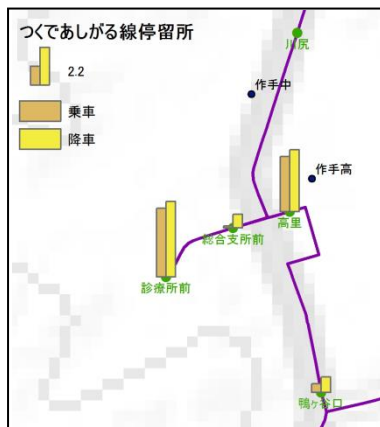 つくであしがる線停留所
2.2
乗車
降車
川尻
作手中
作手高
高里
総合支所前
診療所前
鴨ヶ谷口